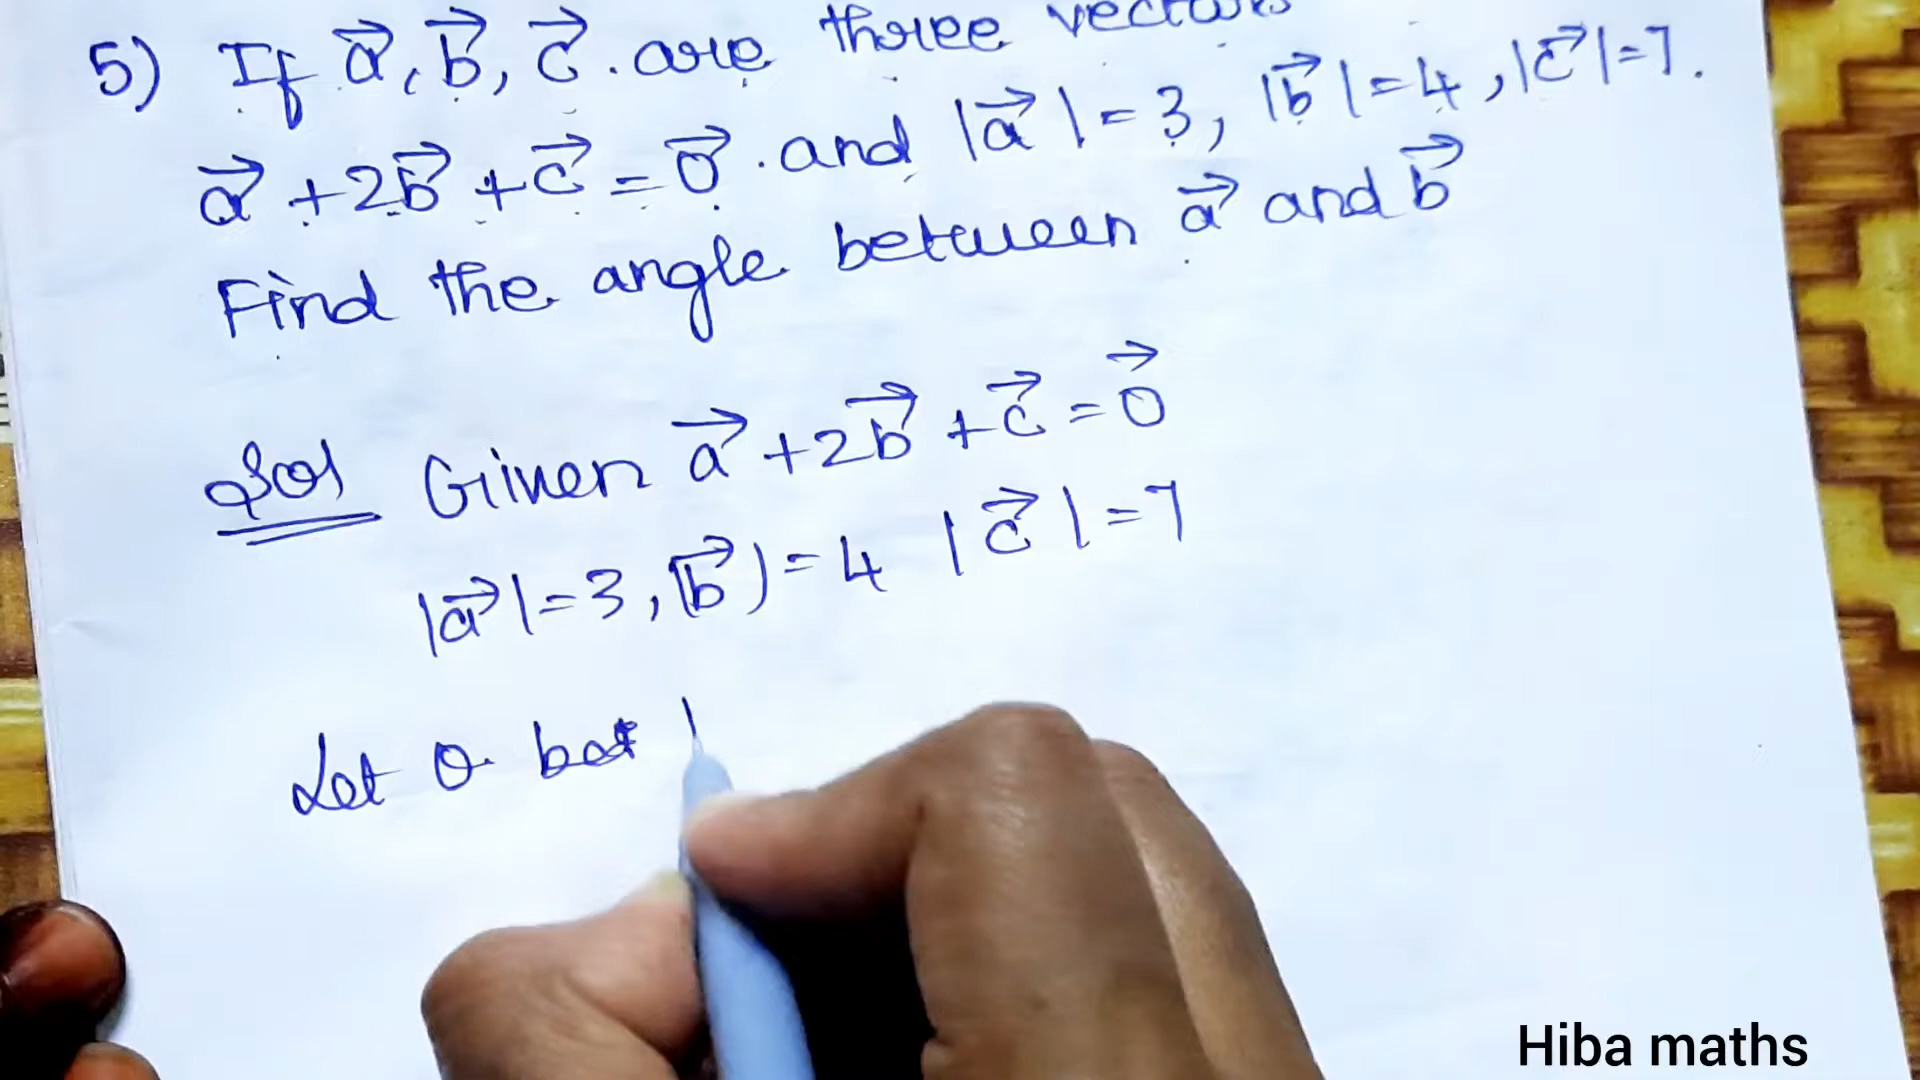 5) If a⃗, b⃗, c⃗ are three vectors
a⃗ + 2b⃗ + c⃗ = 0⃗ and |a⃗| = 3, |b⃗| = 4, |c⃗| = 7.
Find the angle between a⃗ and b⃗
Sol Given a⃗ + 2b⃗ + c⃗ = 0⃗
|a⃗| = 3, |b⃗| = 4 |c⃗| = 7
Let θ be t
Hiba maths